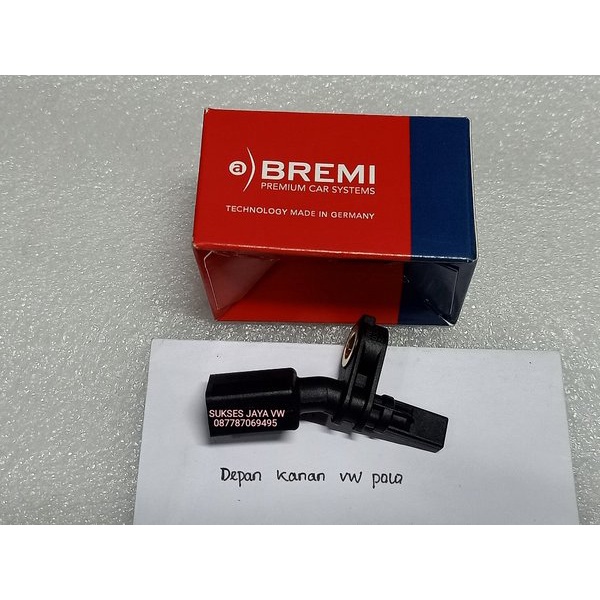 a) BREMI
PREMIUM CAR SYSTEMS
TECHNOLOGY MADE IN GERMANY
SUKSES JAYA VW
087787069495
Depan kanan vw polo